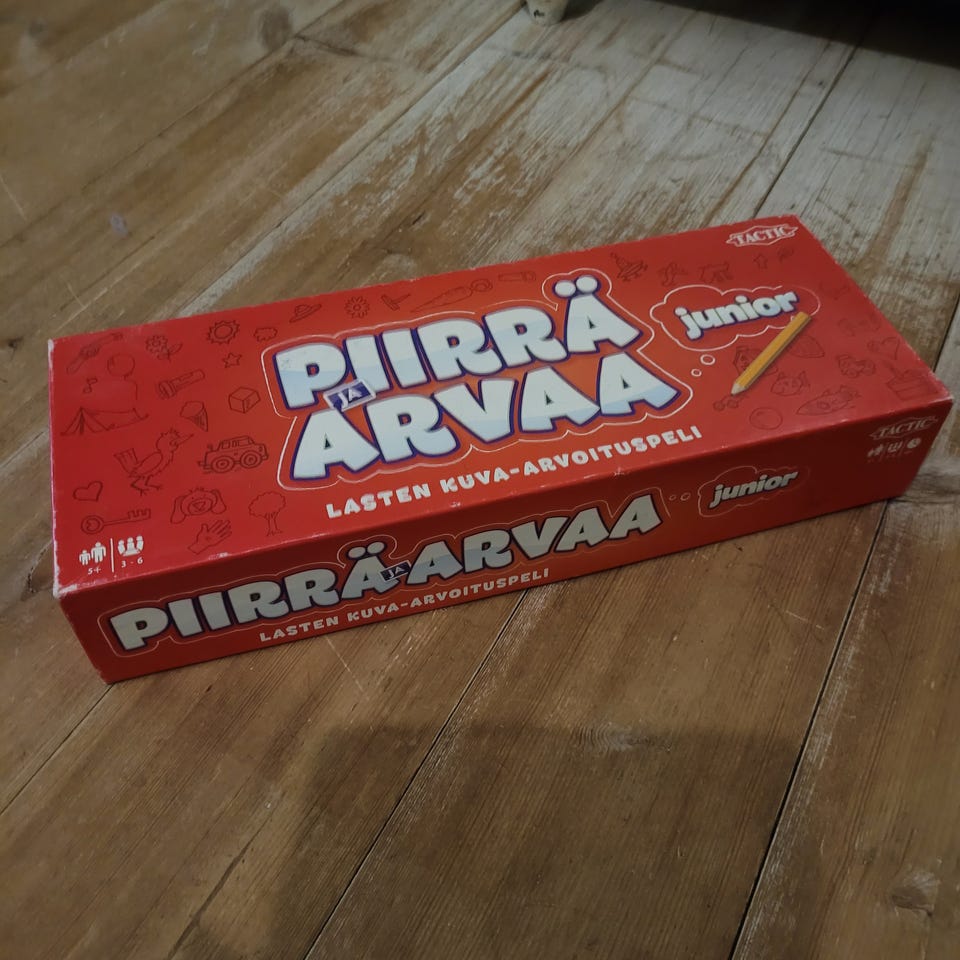 TACTIC
PIIRRÄ
JA
ARVAA
junior
LASTEN KUVA-ARVOITUSPELI
5+
3 - 6
TACTIC
PIIRRÄ JA ARVAA
junior
LASTEN KUVA-ARVOITUSPELI